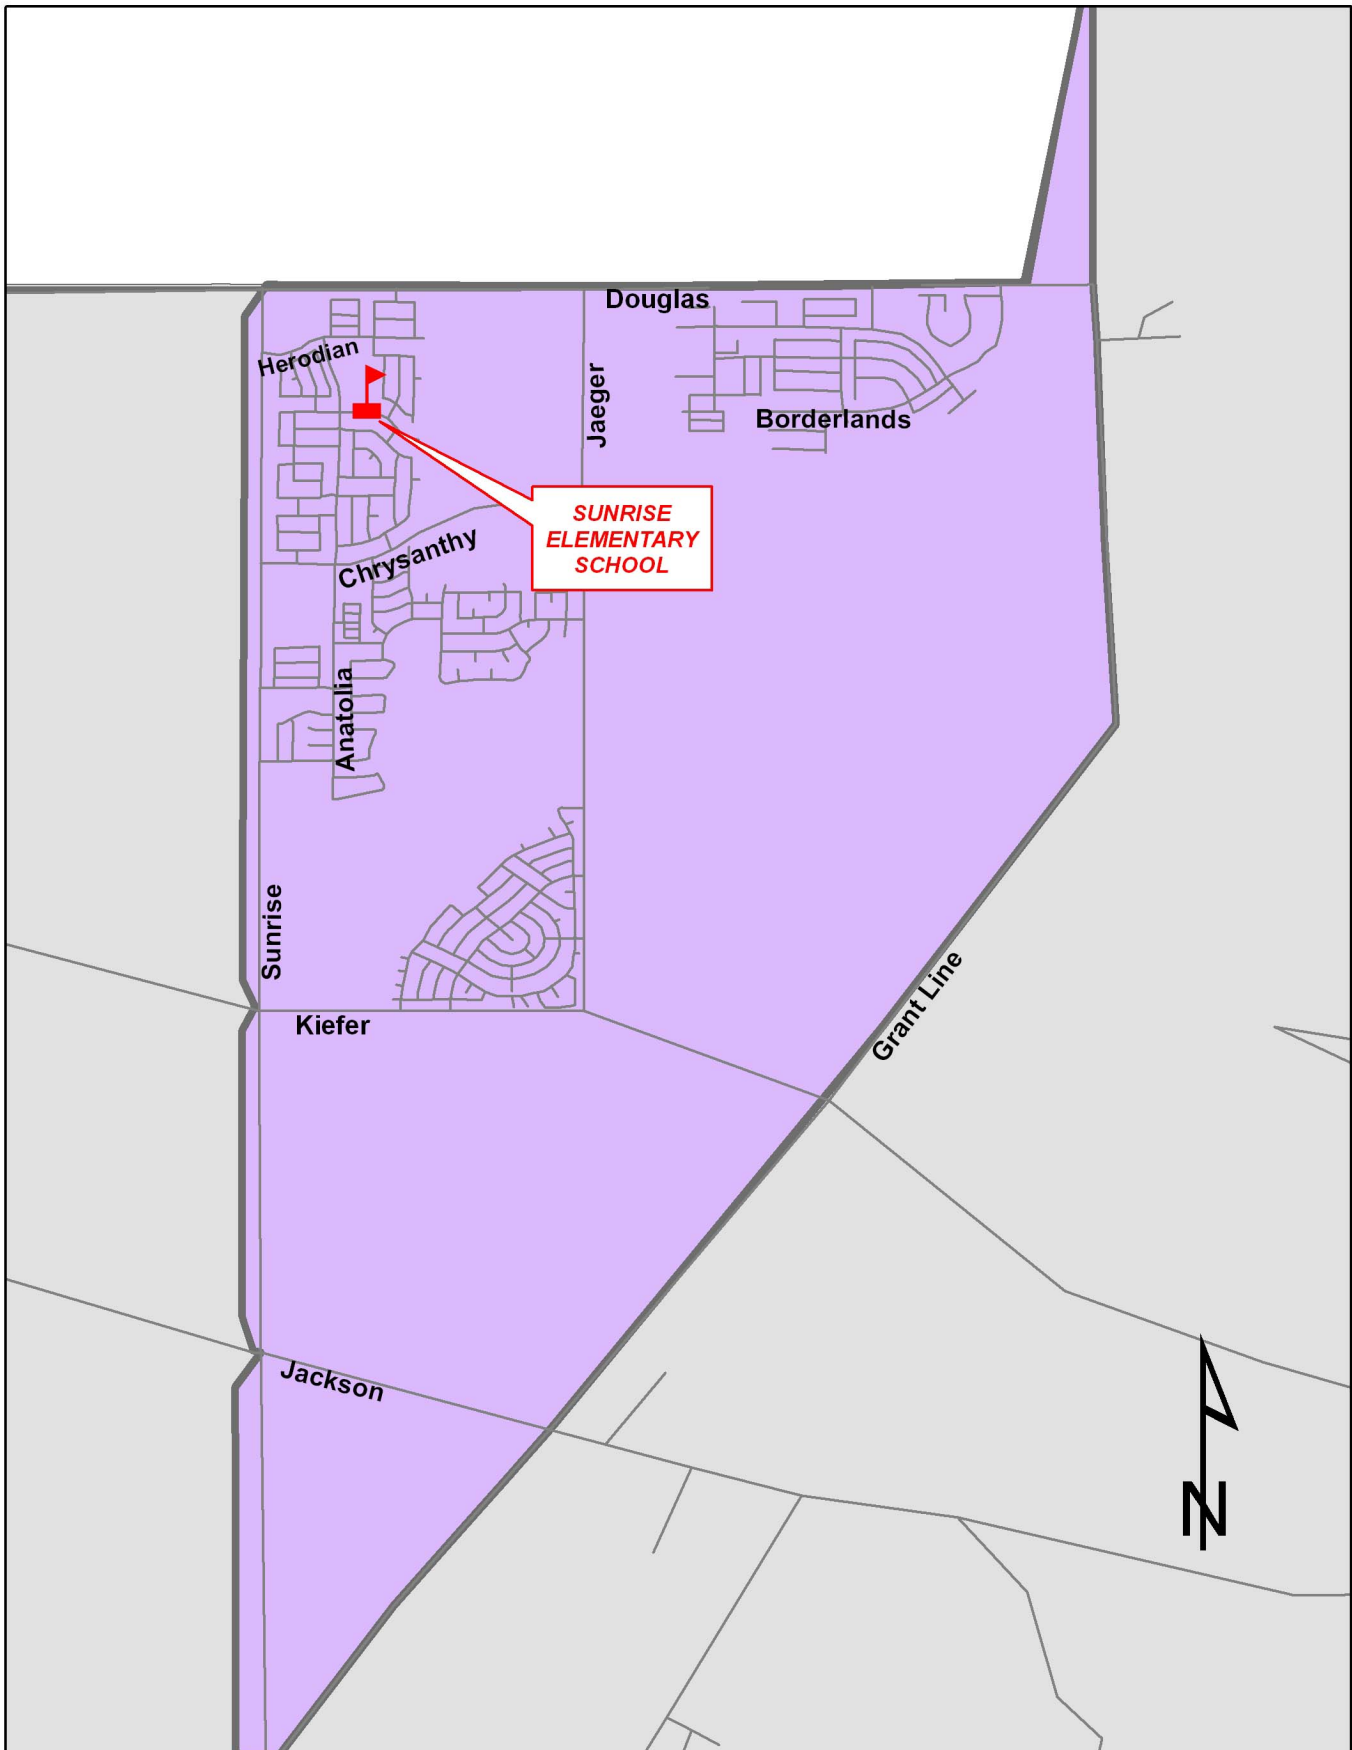 Douglas
Herodian
Jaeger
Borderlands
SUNRISE
ELEMENTARY
SCHOOL
Chrysanthy
Anatolia
Sunrise
Grant Line
Kiefer
Jackson
N